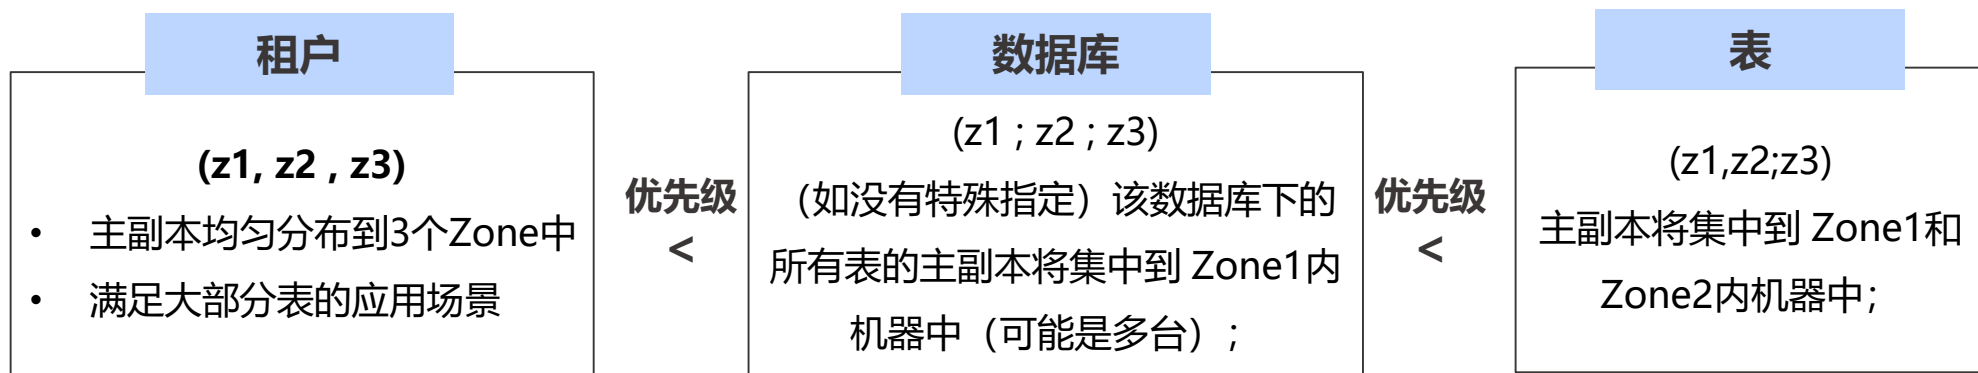 租户
(z1, z2 , z3)
• 主副本均匀分布到3个Zone中
• 满足大部分表的应用场景
优先级
<
数据库
(z1 ; z2 ; z3)
（如没有特殊指定）该数据库下的
所有表的主副本将集中到 Zone1内
机器中（可能是多台）;
优先级
<
表
(z1,z2;z3)
主副本将集中到 Zone1和
Zone2内机器中;